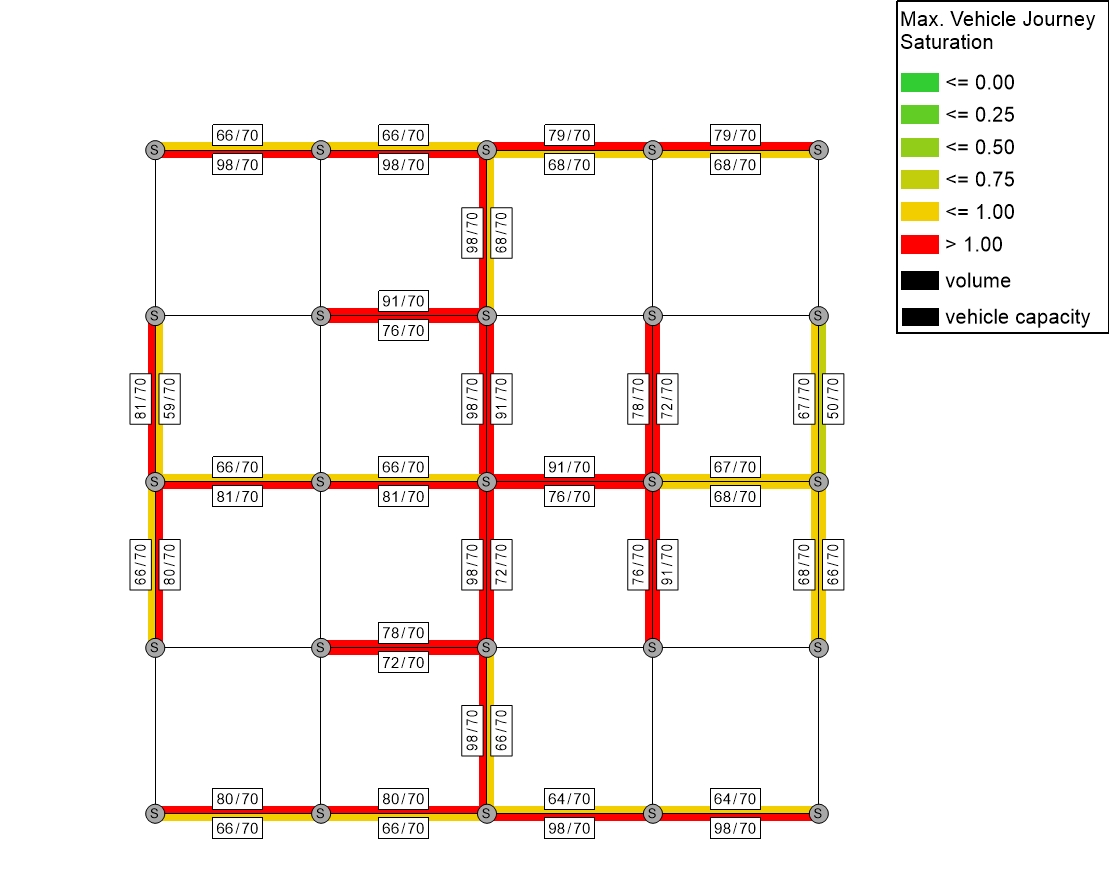 Max. Vehicle Journey
Saturation
<= 0.00
<= 0.25
<= 0.50
<= 0.75
<= 1.00
> 1.00
volume
vehicle capacity
66/70 66/70 79/70 79/70
S S S S S
98/70 98/70 68/70 68/70
98/70 68/70
91/70
S S S S S
76/70
81/70 59/70 98/70 91/70 78/70 72/70 67/70 50/70
66/70 66/70 91/70 67/70
S S S S S
81/70 81/70 76/70 68/70
66/70 80/70 98/70 72/70 76/70 91/70 68/70 66/70
78/70
S S S S S
72/70
98/70 66/70
80/70 80/70 64/70 64/70
S S S S S
66/70 66/70 98/70 98/70